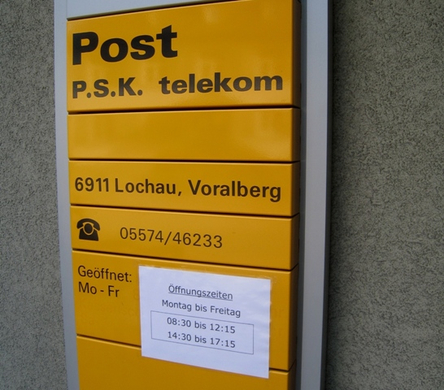 Post
P.S.K. telekom
6911 Lochau, Voralberg
05574/46233
Geöffnet:
Mo - Fr
Öffnungszeiten
Montag bis Freitag
08:30 bis 12:15
14:30 bis 17:15